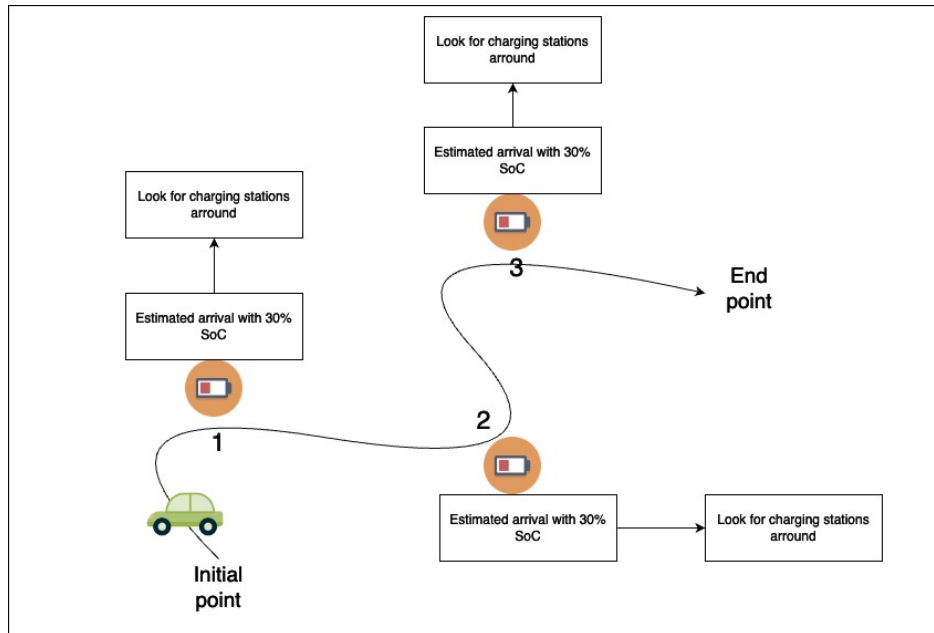 Look for charging stations
arround
Estimated arrival with 30%
SoC
3
End
point
Look for charging stations
arround
Estimated arrival with 30%
SoC
1
2
Estimated arrival with 30%
SoC
Look for charging stations
arround
Initial
point